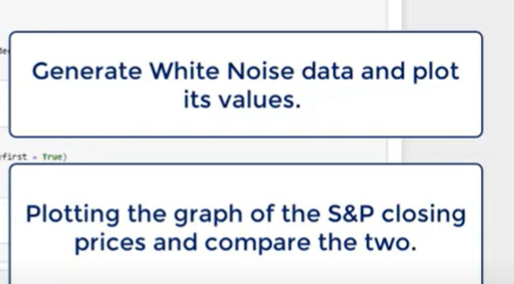 Generate White Noise data and plot
its values.
first = True)
Plotting the graph of the S&P closing
prices and compare the two.